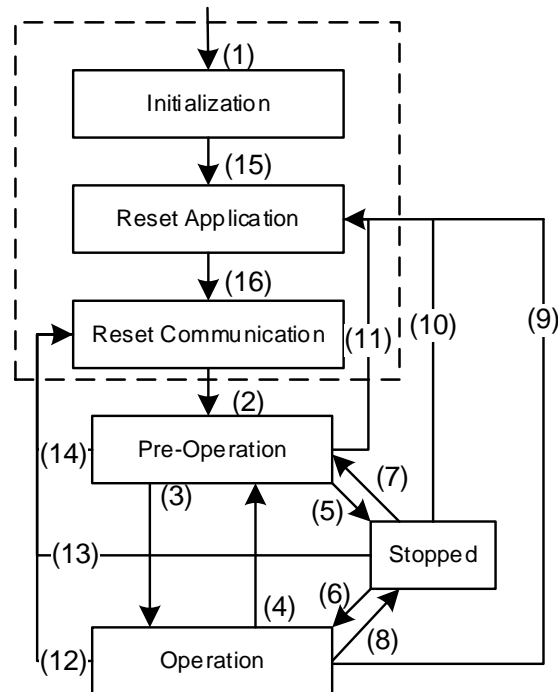 (1)
Initialization
(15)
Reset Application
(16)
(9)
(10)
(11)
Reset Communication
(2)
(14)
Pre-Operation
(7)
(3)
(5)
(13)
Stopped
(6)
(4)
(8)
(12)
Operation